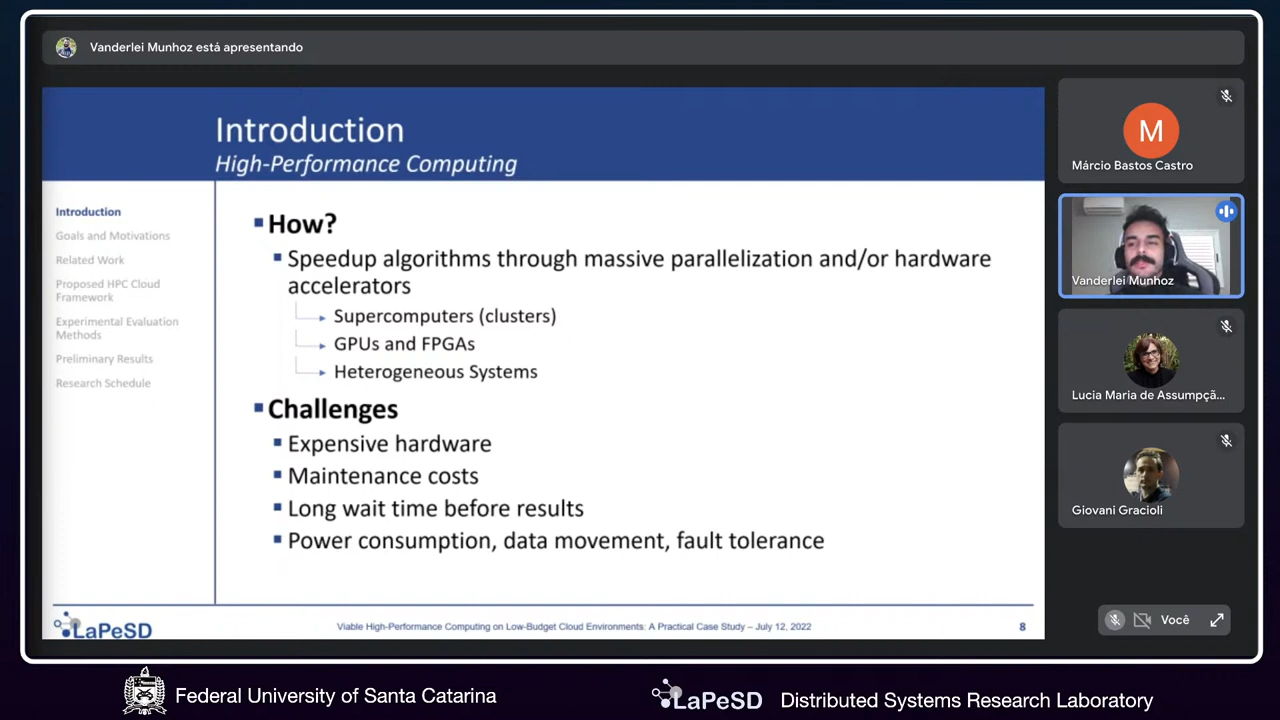 Vanderlei Munhoz está apresentando
Introduction
High-Performance Computing
Introduction
Goals and Motivations
Related Work
Proposed HPC Cloud
Framework
Experimental Evaluation
Methods
Preliminary Results
Research Schedule
How?
Speedup algorithms through massive parallelization and/or hardware
accelerators
Supercomputers (clusters)
GPUs and FPGAs
Heterogeneous Systems
Challenges
Expensive hardware
Maintenance costs
Long wait time before results
Power consumption, data movement, fault tolerance
LaPeSD
Viable High-Performance Computing on Low-Budget Cloud Environments: A Practical Case Study – July 12, 2022
8
M
Márcio Bastos Castro
Vanderlei Munhoz
Lucia Maria de Assumpçã...
Giovani Gracioli
Você
Federal University of Santa Catarina
LaPeSD
Distributed Systems Research Laboratory